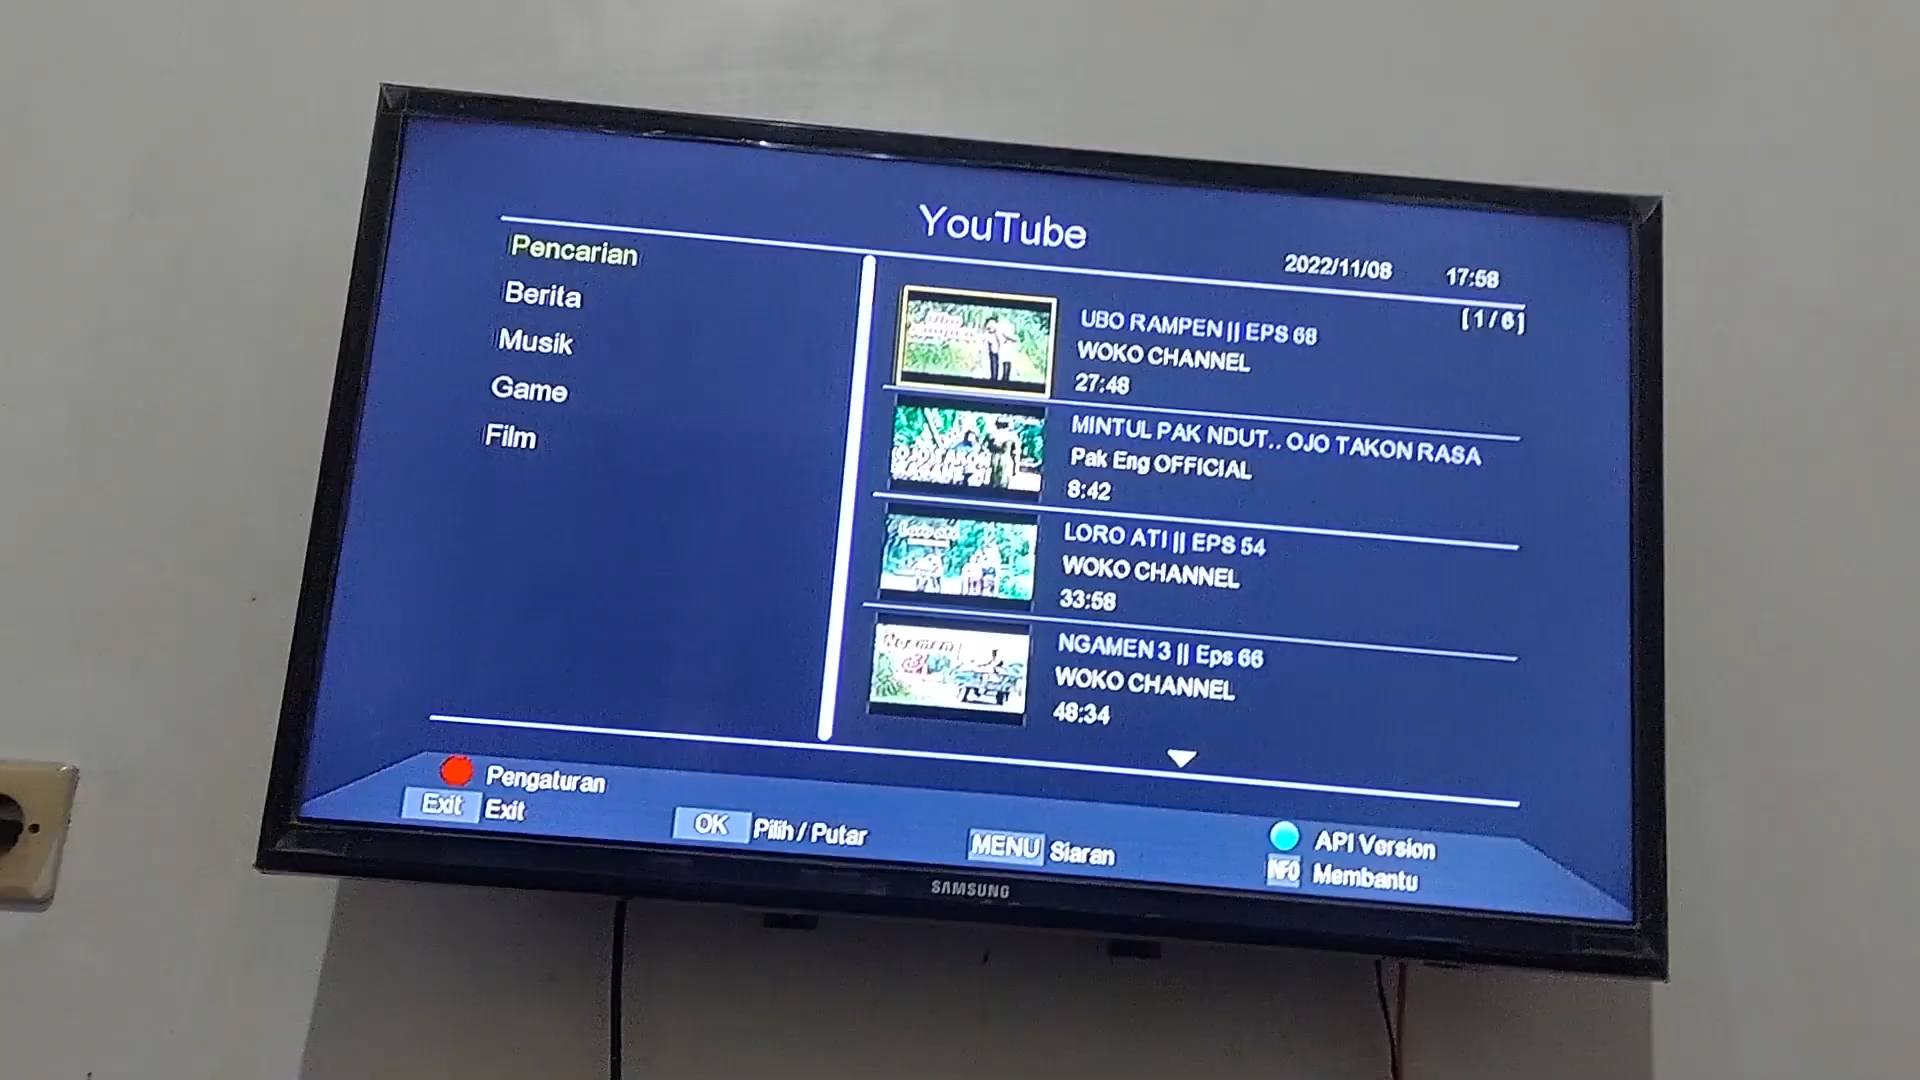 YouTube
2022/11/08 17:58
[1/6]
Pencarian
Berita
Musik
Game
Film
UBO RAMPEN || EPS 68
WOKO CHANNEL
27:48
MINTUL PAK NDUT.. OJO TAKON RASA
Pak Eng OFFICIAL
8:42
LORO ATI || EPS 54
WOKO CHANNEL
33:58
NGAMEN 3 || Eps 66
WOKO CHANNEL
48:34
Pengaturan
Exit Exit
OK Pilih / Putar
MENU Siaran
API Version
INFO Membantu
SAMSUNG